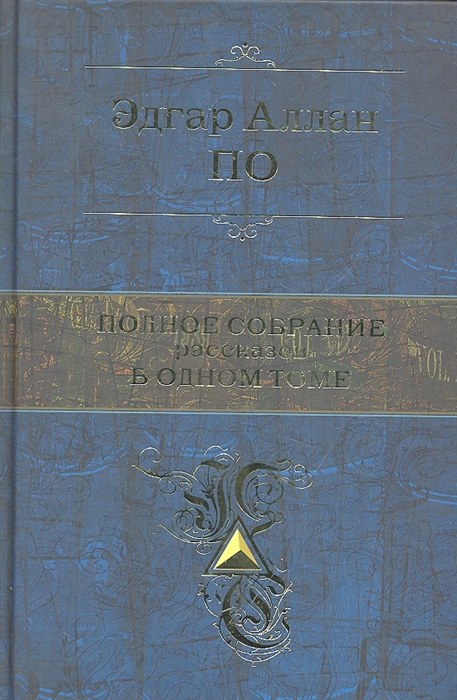 Эдгар Аллан
ПО
ПОЛНОЕ СОБРАНИЕ
рассказов
В ОДНОМ ТОМЕ